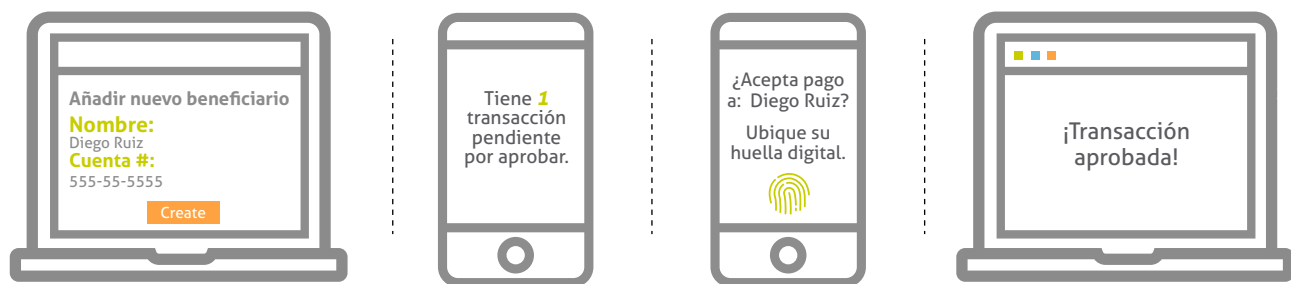 Añadir nuevo beneficiario
Nombre:
Diego Ruiz
Cuenta #:
555-55-5555
Create
Tiene 1
transacción
pendiente
por aprobar.
¿Acepta pago
a: Diego Ruiz?
Ubique su
huella digital.
¡Transacción
aprobada!